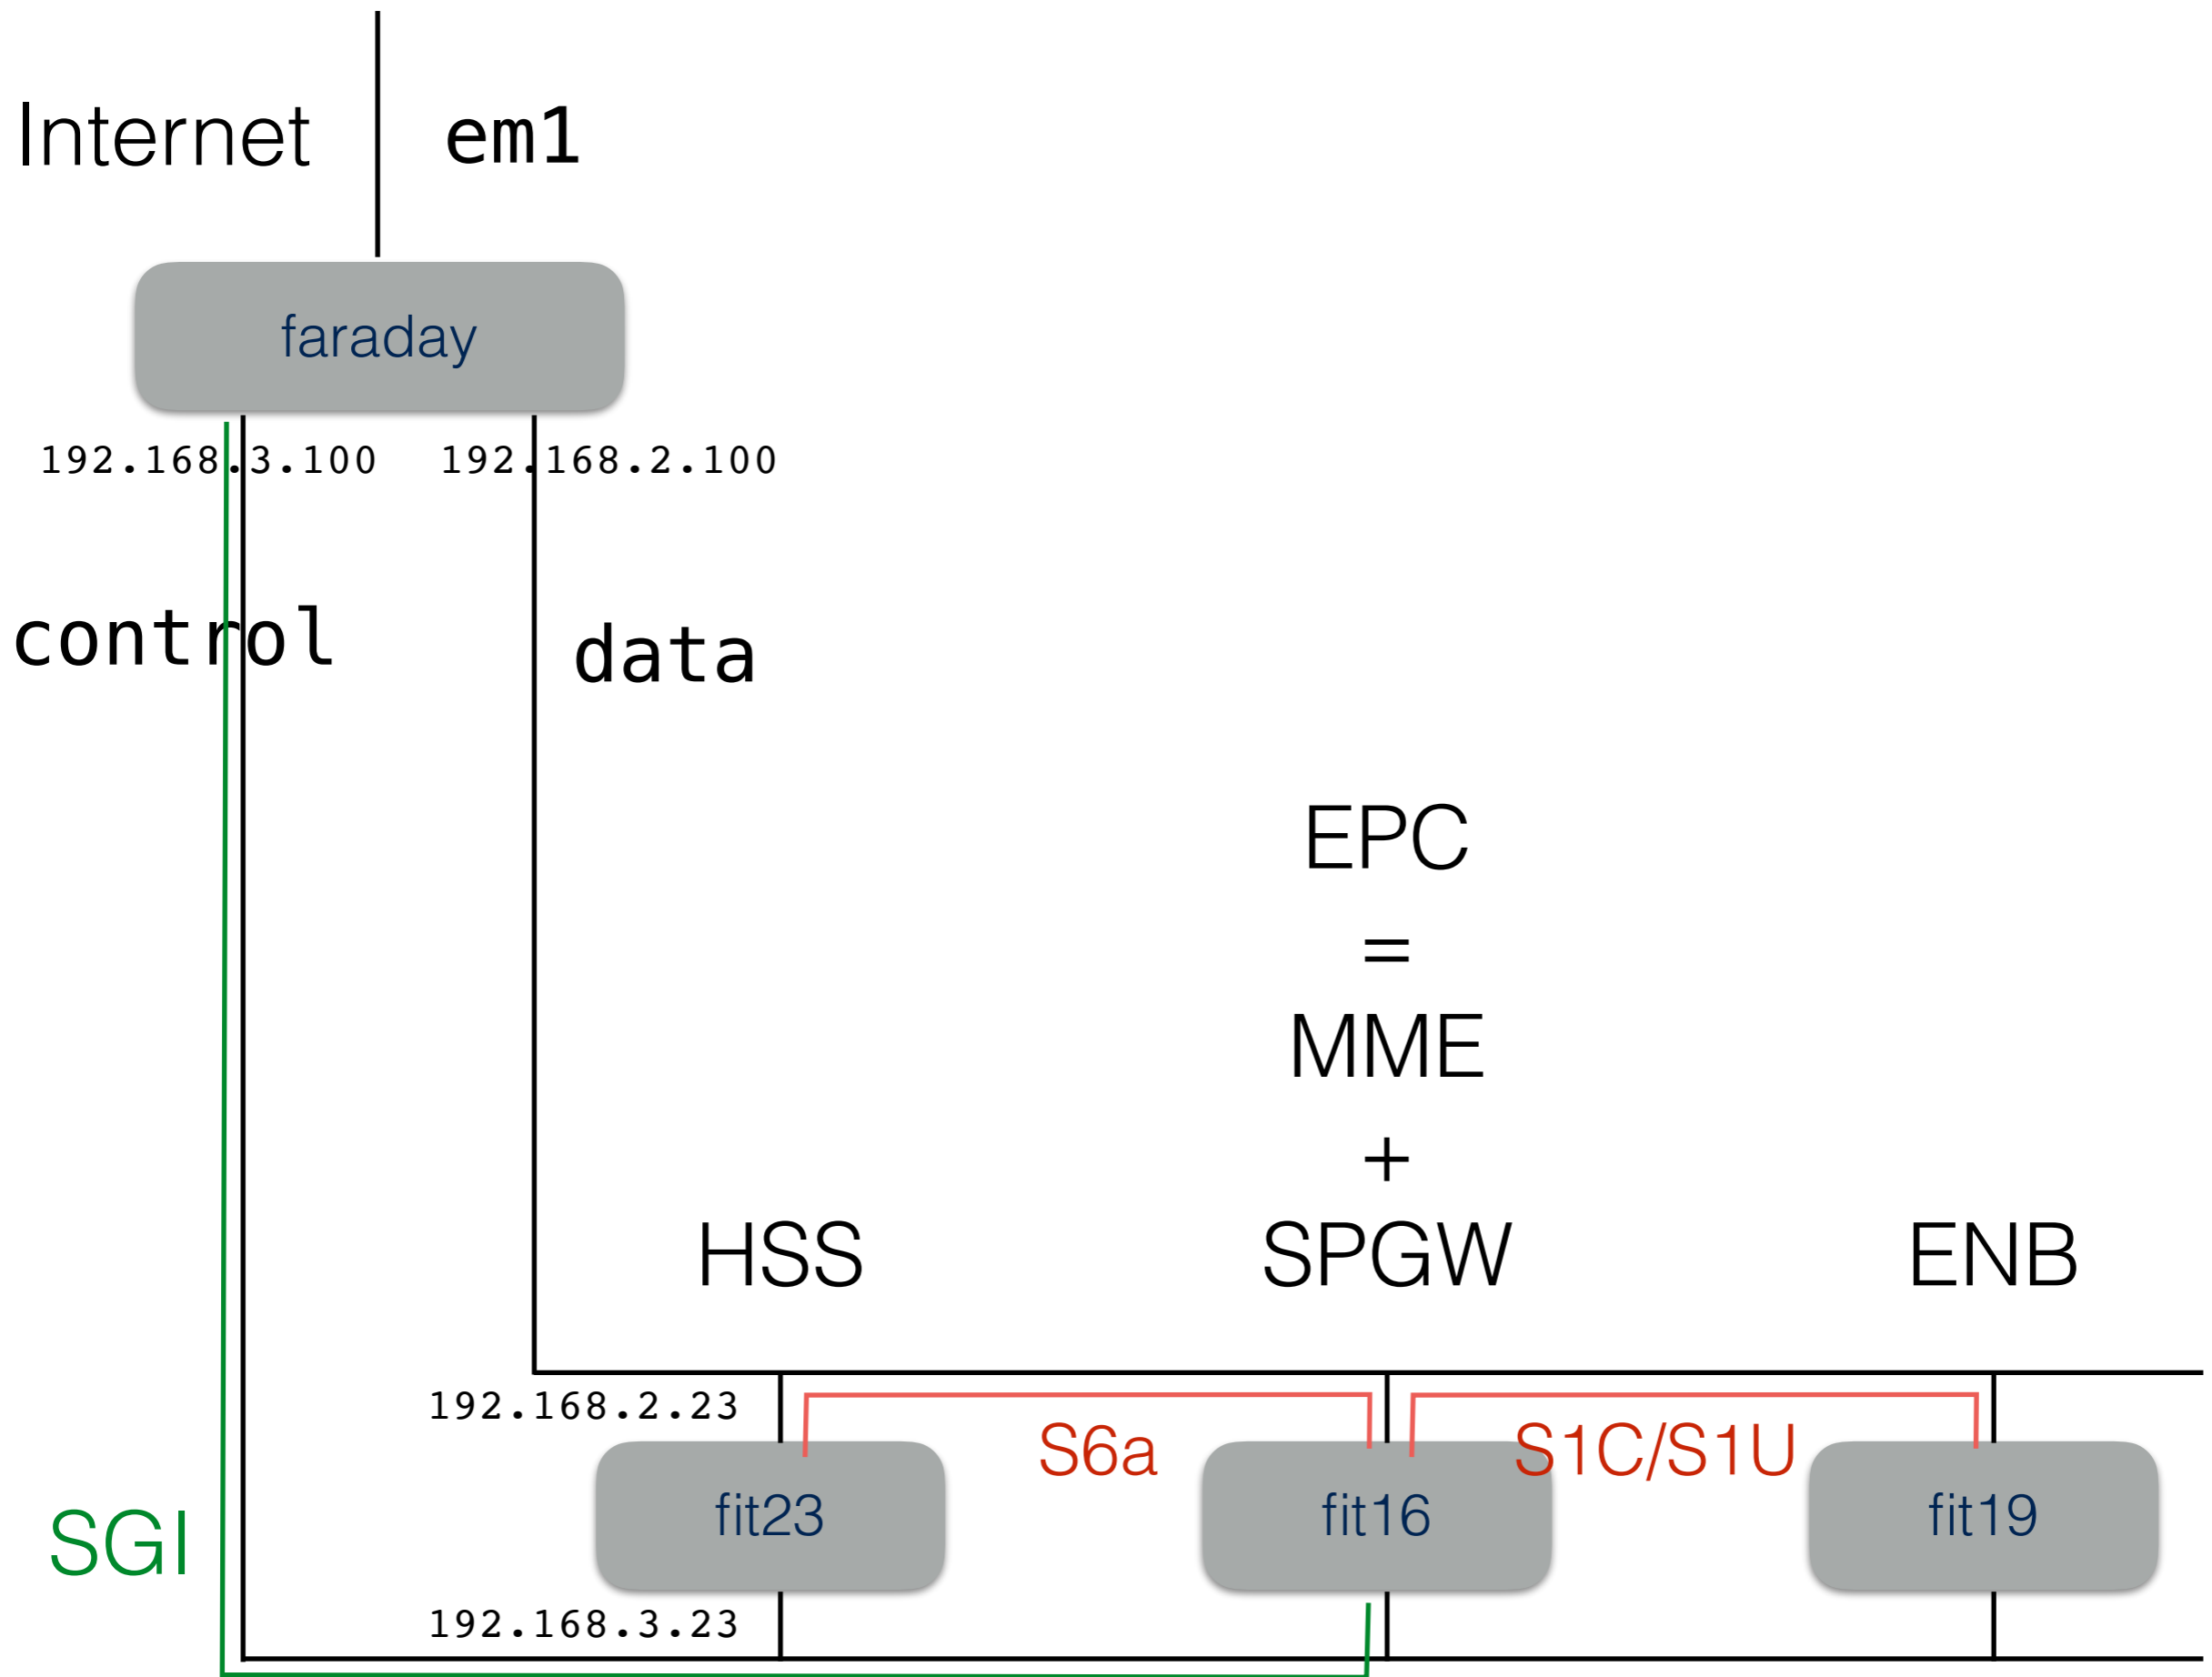 Internet
em1
faraday
192.168.3.100
192.168.2.100
control
data
EPC
=
MME
+
HSS
SPGW
ENB
192.168.2.23
S6a
S1C/S1U
fit23
fit16
fit19
SGI
192.168.3.23